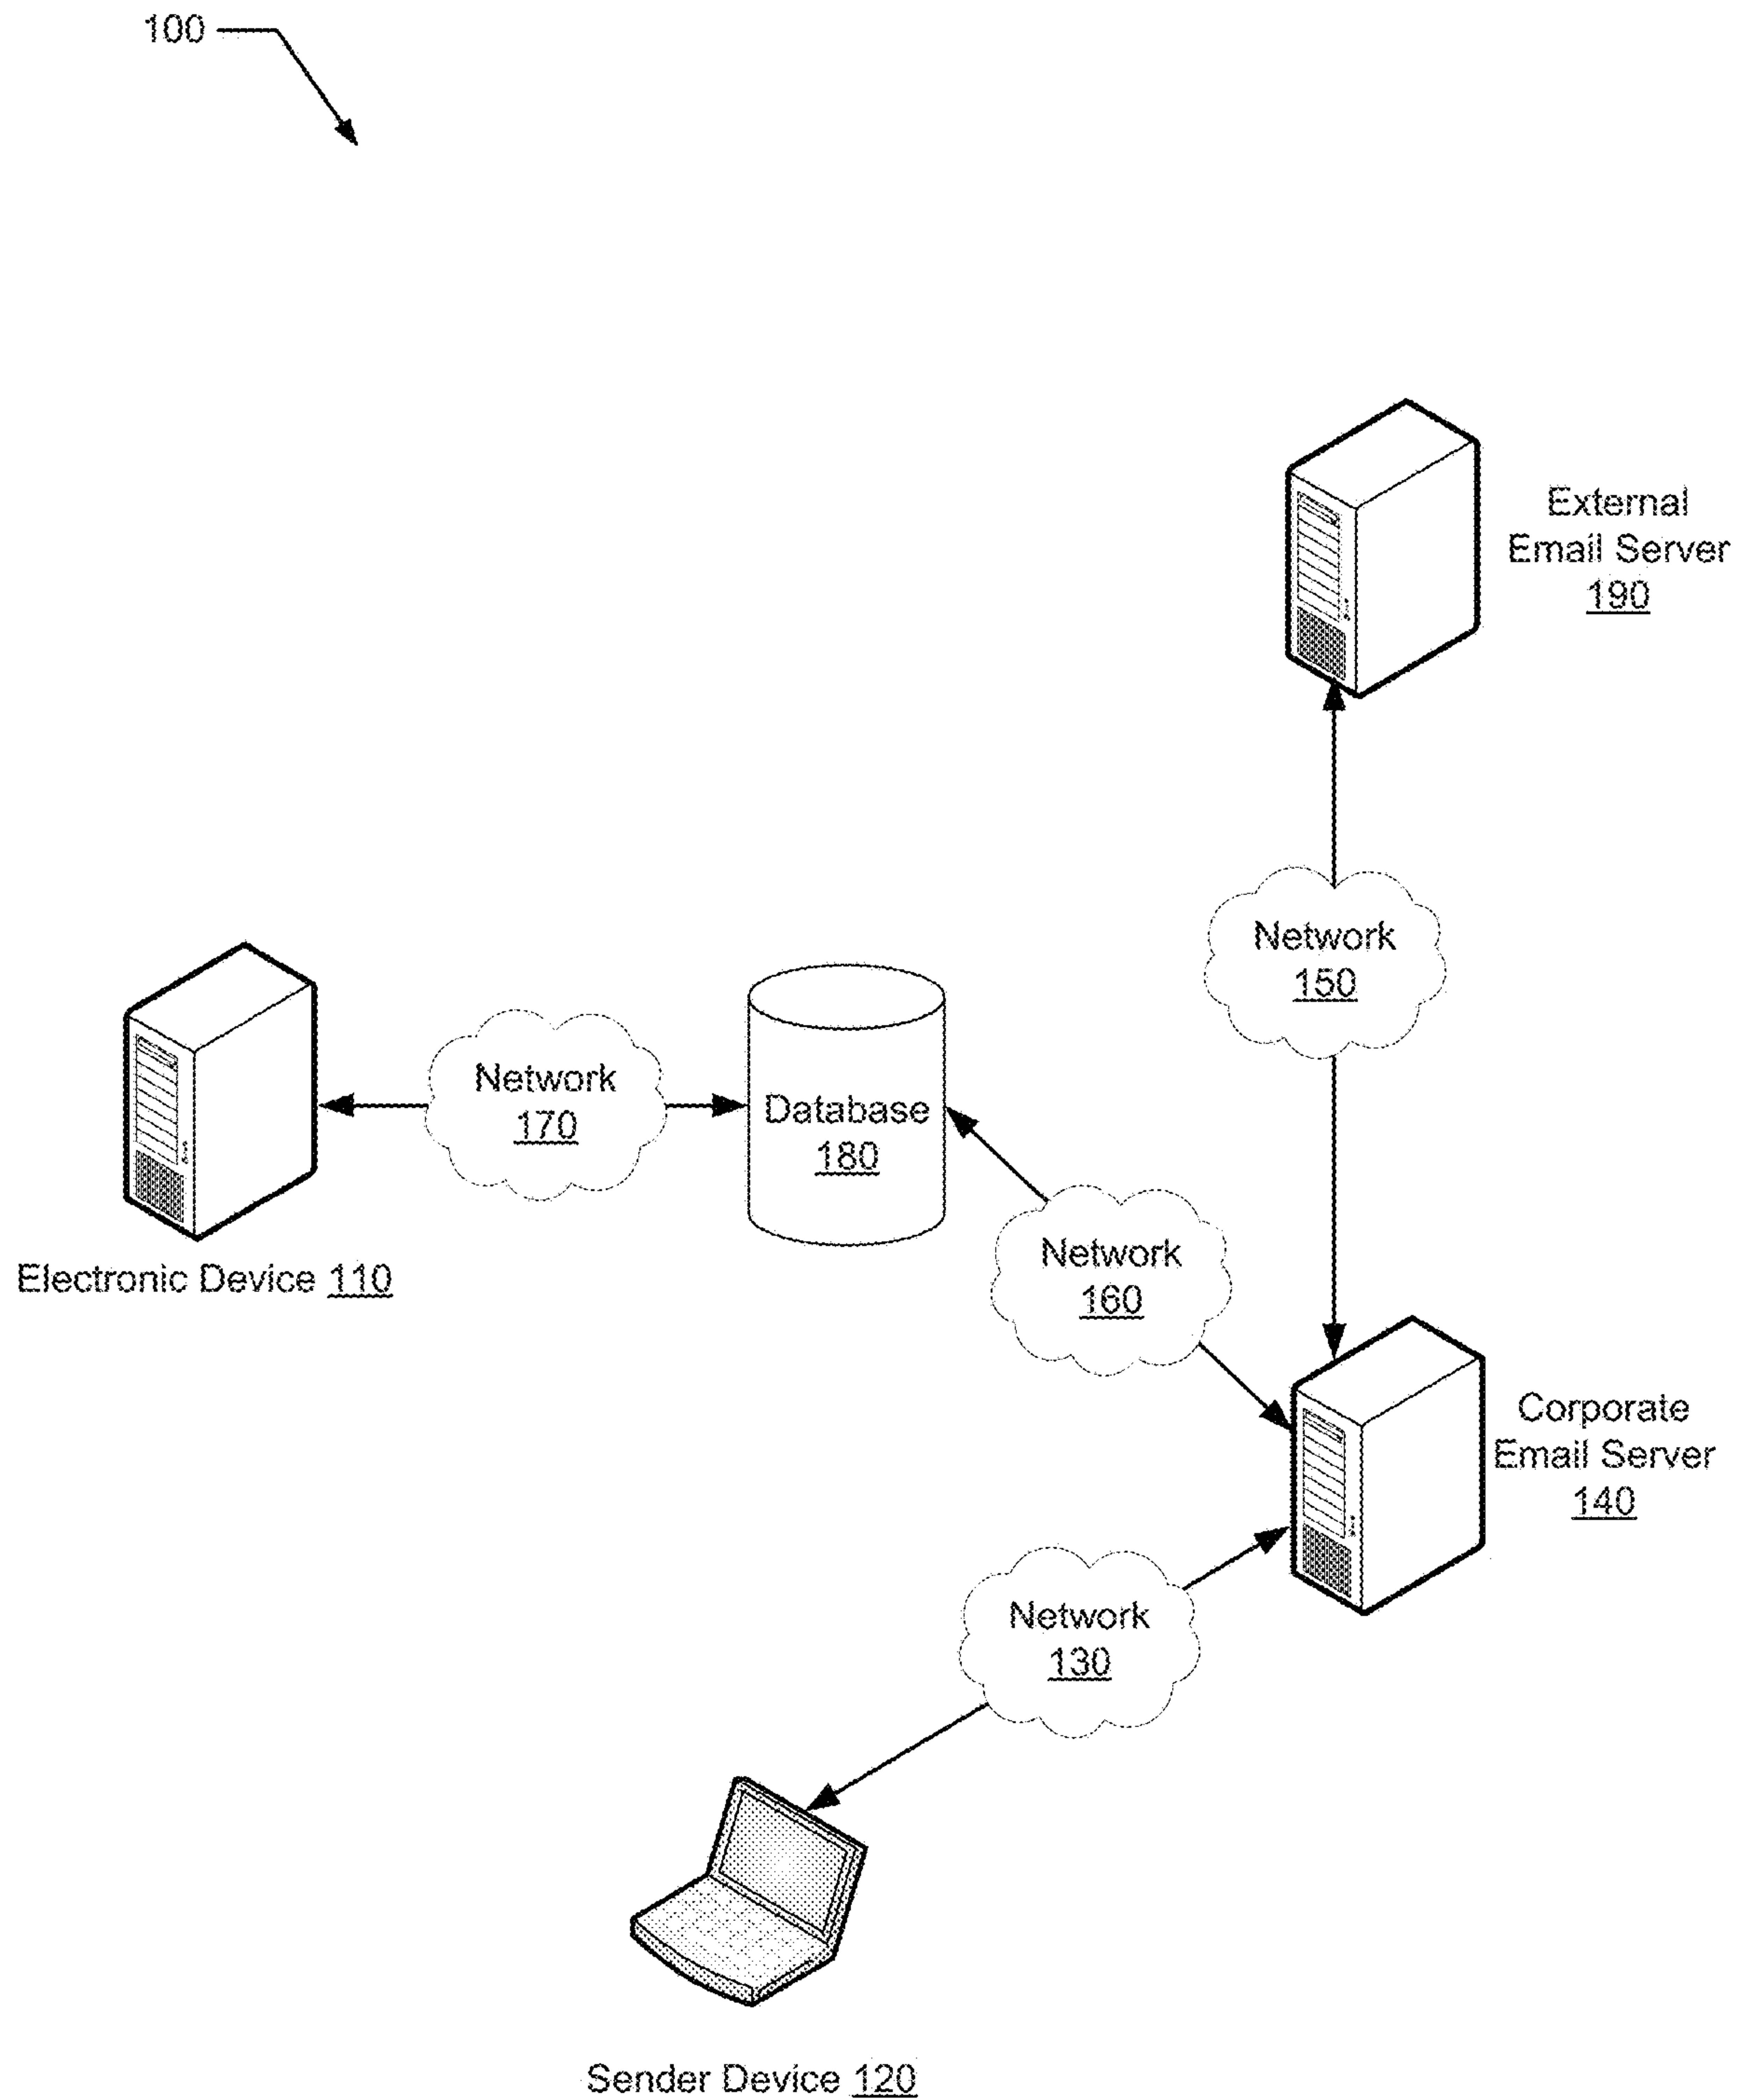 100
External
Email Server
190
Network
150
Network
170
Database
180
Electronic Device 110
Network
160
Corporate
Email Server
140
Network
130
Sender Device 120